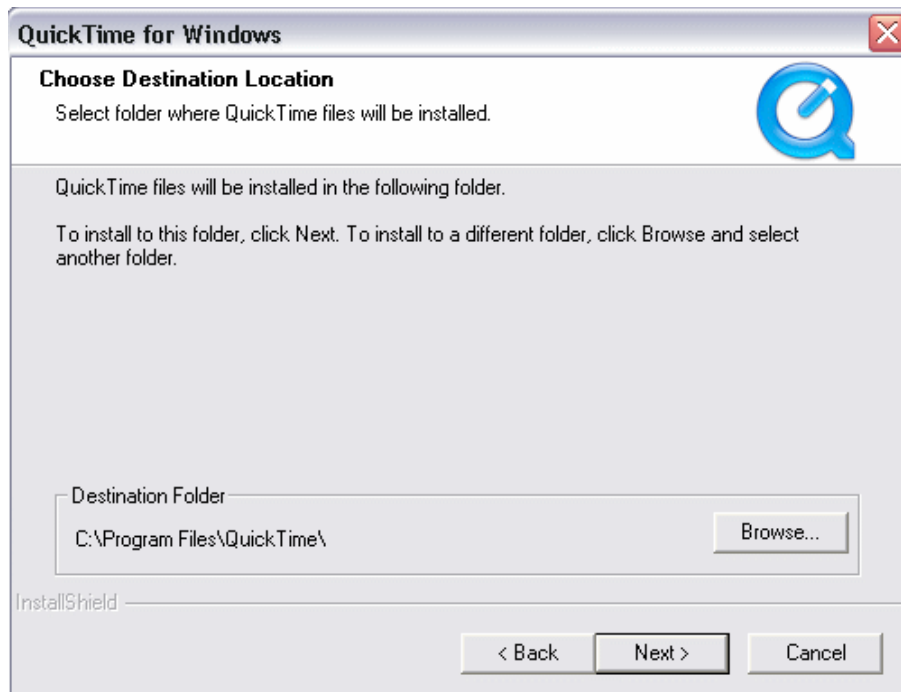 QuickTime for Windows
Choose Destination Location
Select folder where QuickTime files will be installed.
QuickTime files will be installed in the following folder.
To install to this folder, click Next. To install to a different folder, click Browse and select
another folder.
Destination Folder
C:\Program Files\QuickTime\
Browse...
InstallShield
< Back
Next >
Cancel